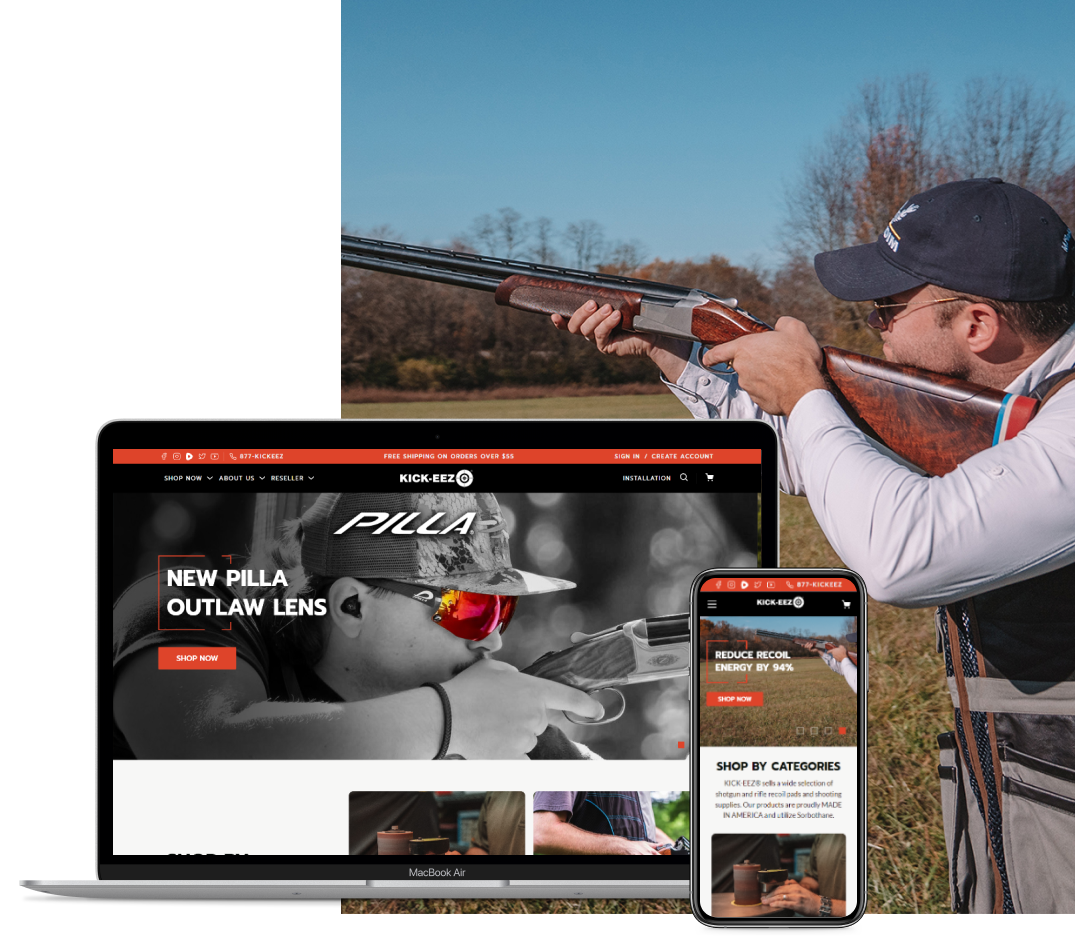 877-KICKEEZ
FREE SHIPPING ON ORDERS OVER $55
SIGN IN / CREATE ACCOUNT
SHOP NOW
ABOUT US
RESELLER
KICK-EEZ
INSTALLATION
PILLA
NEW PILLA
OUTLAW LENS
SHOP NOW
MacBook Air
877-KICKEEZ
KICK-EEZ
REDUCE RECOIL
ENERGY BY 94%
SHOP NOW
SHOP BY CATEGORIES
KICK-EEZ® sells a wide selection of
shotgun and rifle recoil pads and shooting
supplies. Our products are proudly MADE
IN AMERICA and utilize Sorbothane.